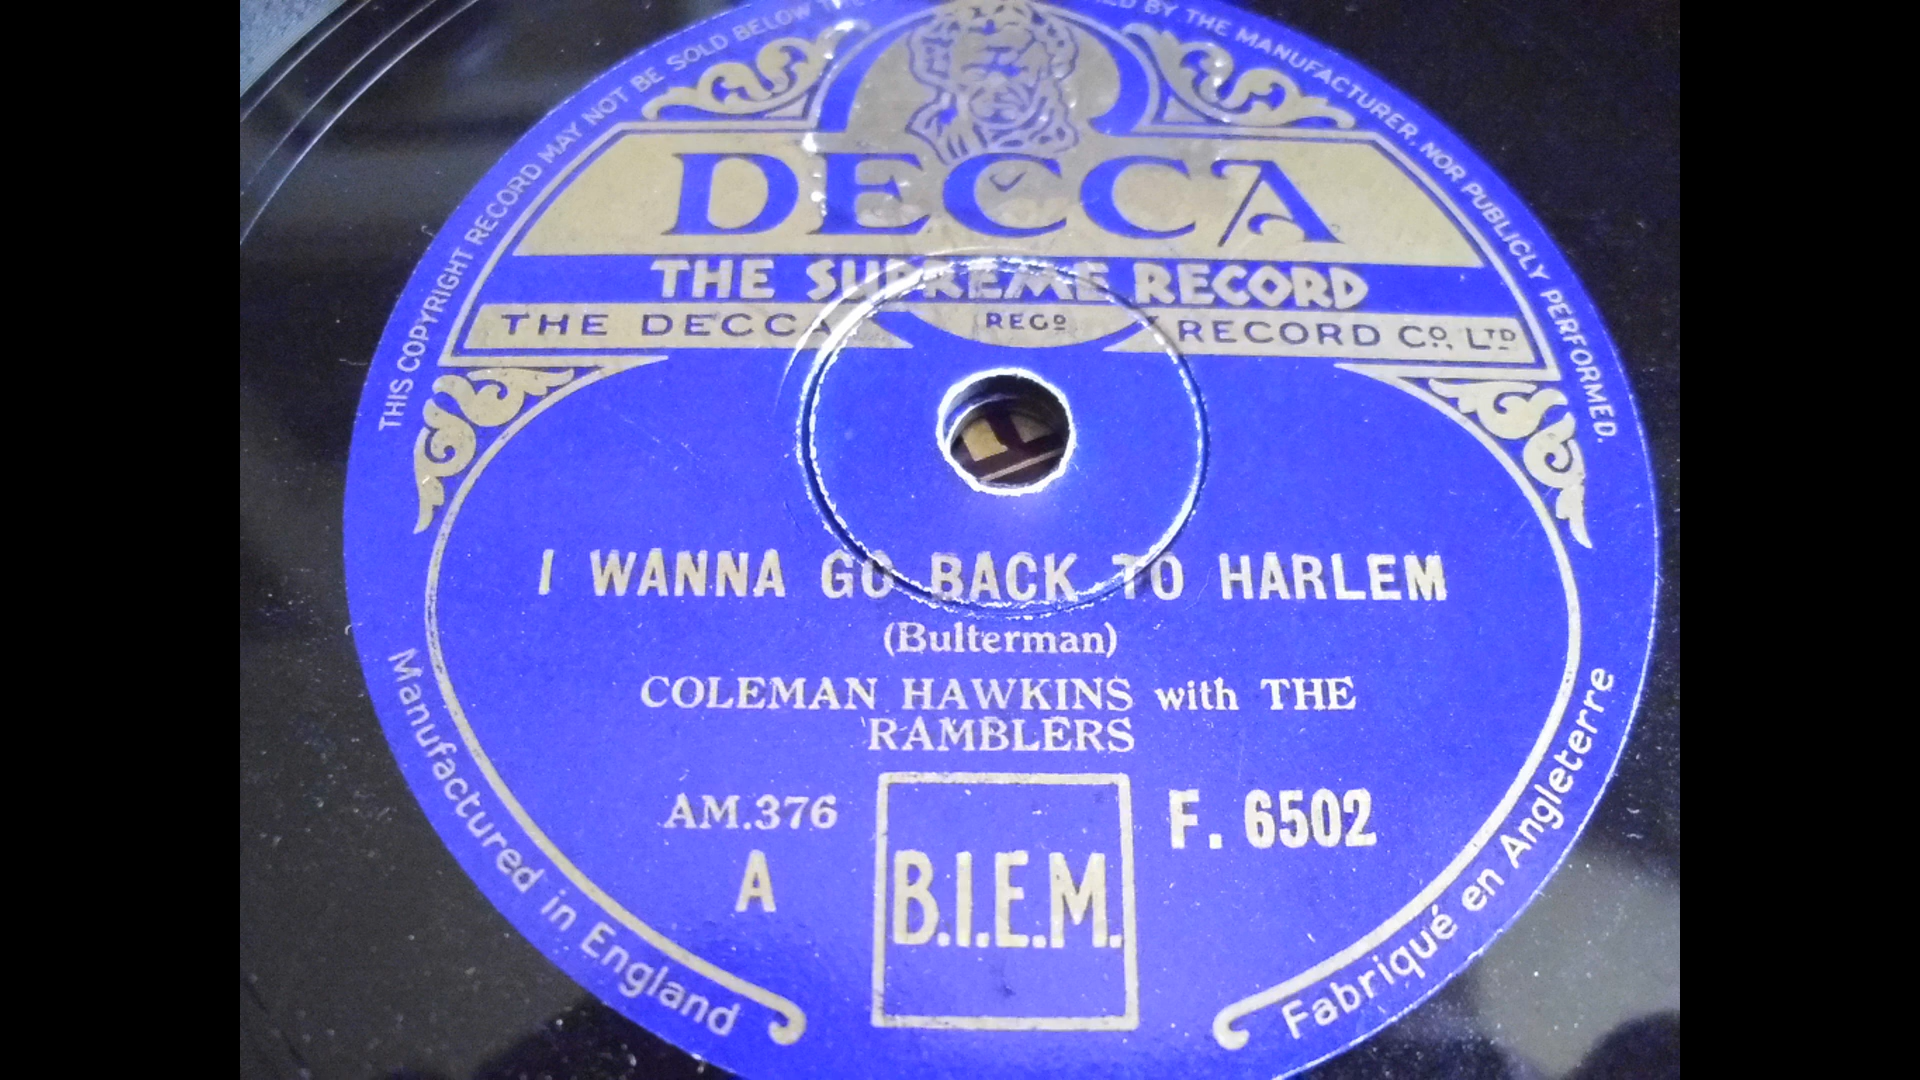 THIS COPYRIGHT RECORD MAY NOT BE SOLD BELOW BY THE MANUFACTURER, NOR PUBLICLY PERFORMED.
DECCA
THE SUPREME RECORD
THE DECCA REGD RECORD CO., LTD
I WANNA GO BACK TO HARLEM
(Bulterman)
COLEMAN HAWKINS with THE
RAMBLERS
AM.376 F. 6502
A
B.I.E.M.
Manufactured in England
Fabriqué en Angleterre